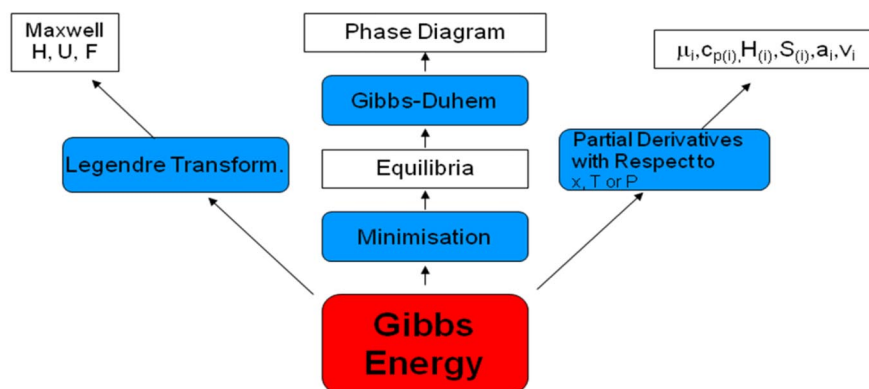 Maxwell
H, U, F
Phase Diagram
μi,cp(i),H(i),S(i),ai,vi
Gibbs-Duhem
Legendre Transform.
Partial Derivatives
with Respect to
x, T or P
Equilibria
Minimisation
Gibbs
Energy